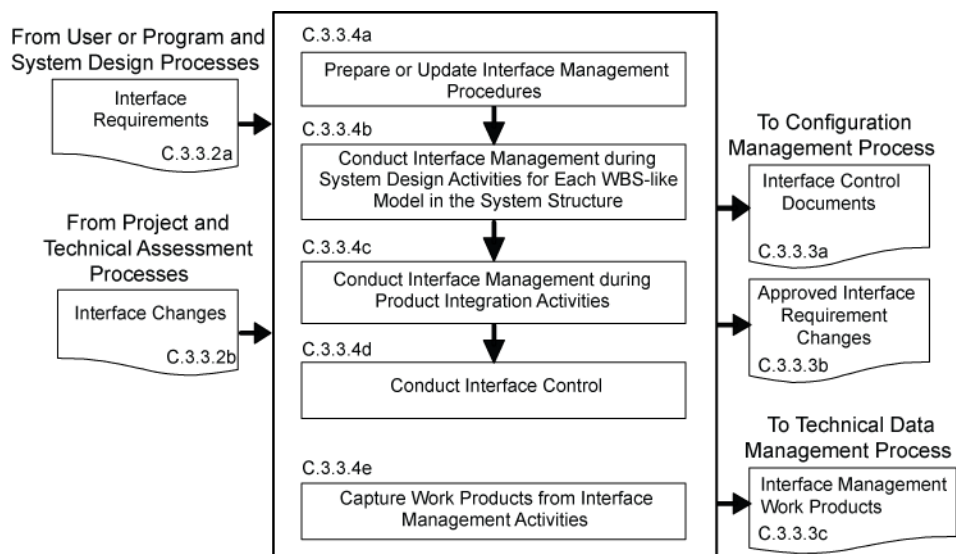 From User or Program and
System Design Processes
Interface
Requirements
C.3.3.2a
From Project and
Technical Assessment
Processes
Interface Changes
C.3.3.2b
C.3.3.4a
Prepare or Update Interface Management
Procedures
C.3.3.4b
Conduct Interface Management during
System Design Activities for Each WBS-like
Model in the System Structure
C.3.3.4c
Conduct Interface Management during
Product Integration Activities
C.3.3.4d
Conduct Interface Control
C.3.3.4e
Capture Work Products from Interface
Management Activities
To Configuration
Management Process
Interface Control
Documents
C.3.3.3a
Approved Interface
Requirement
Changes
C.3.3.3b
To Technical Data
Management Process
Interface Management
Work Products
C.3.3.3c